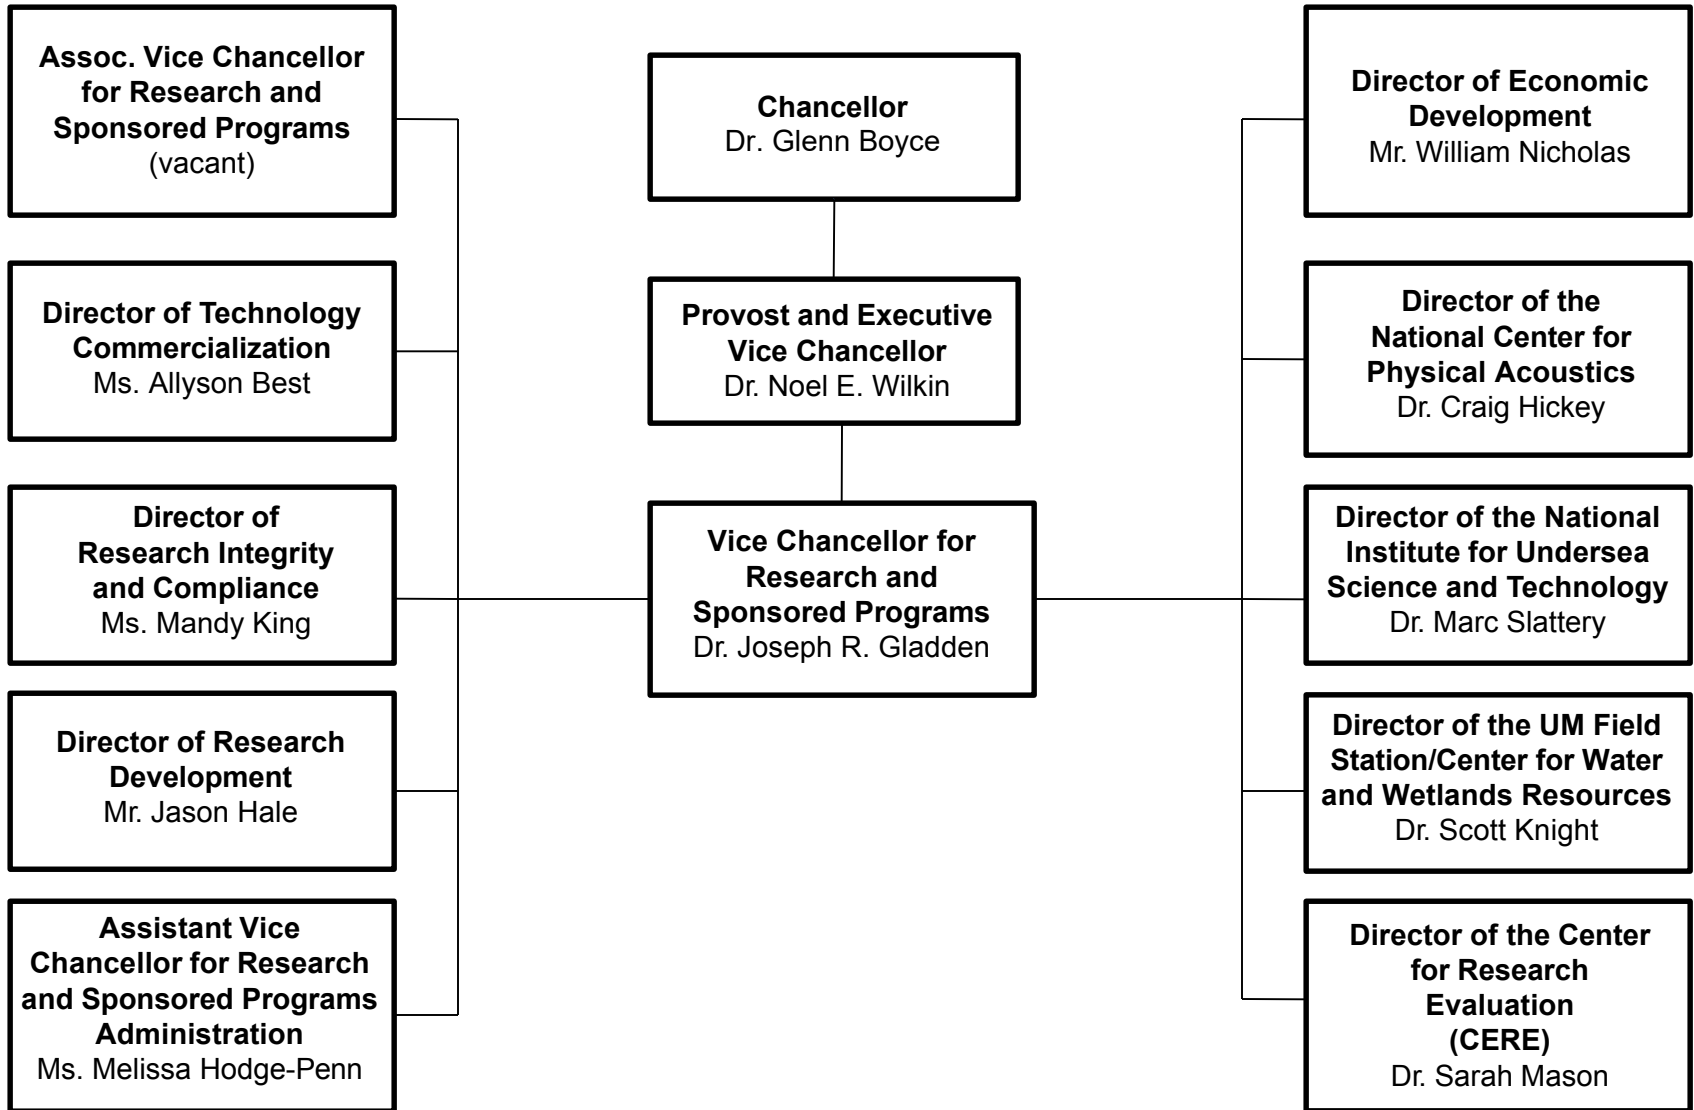 Assoc. Vice Chancellor
for Research and
Sponsored Programs
(vacant)
Director of Technology
Commercialization
Ms. Allyson Best
Director of
Research Integrity
and Compliance
Ms. Mandy King
Director of Research
Development
Mr. Jason Hale
Assistant Vice
Chancellor for Research
and Sponsored Programs
Administration
Ms. Melissa Hodge-Penn
Chancellor
Dr. Glenn Boyce
Provost and Executive
Vice Chancellor
Dr. Noel E. Wilkin
Vice Chancellor for
Research and
Sponsored Programs
Dr. Joseph R. Gladden
Director of Economic
Development
Mr. William Nicholas
Director of the
National Center for
Physical Acoustics
Dr. Craig Hickey
Director of the National
Institute for Undersea
Science and Technology
Dr. Marc Slattery
Director of the UM Field
Station/Center for Water
and Wetlands Resources
Dr. Scott Knight
Director of the Center
for Research
Evaluation
(CERE)
Dr. Sarah Mason